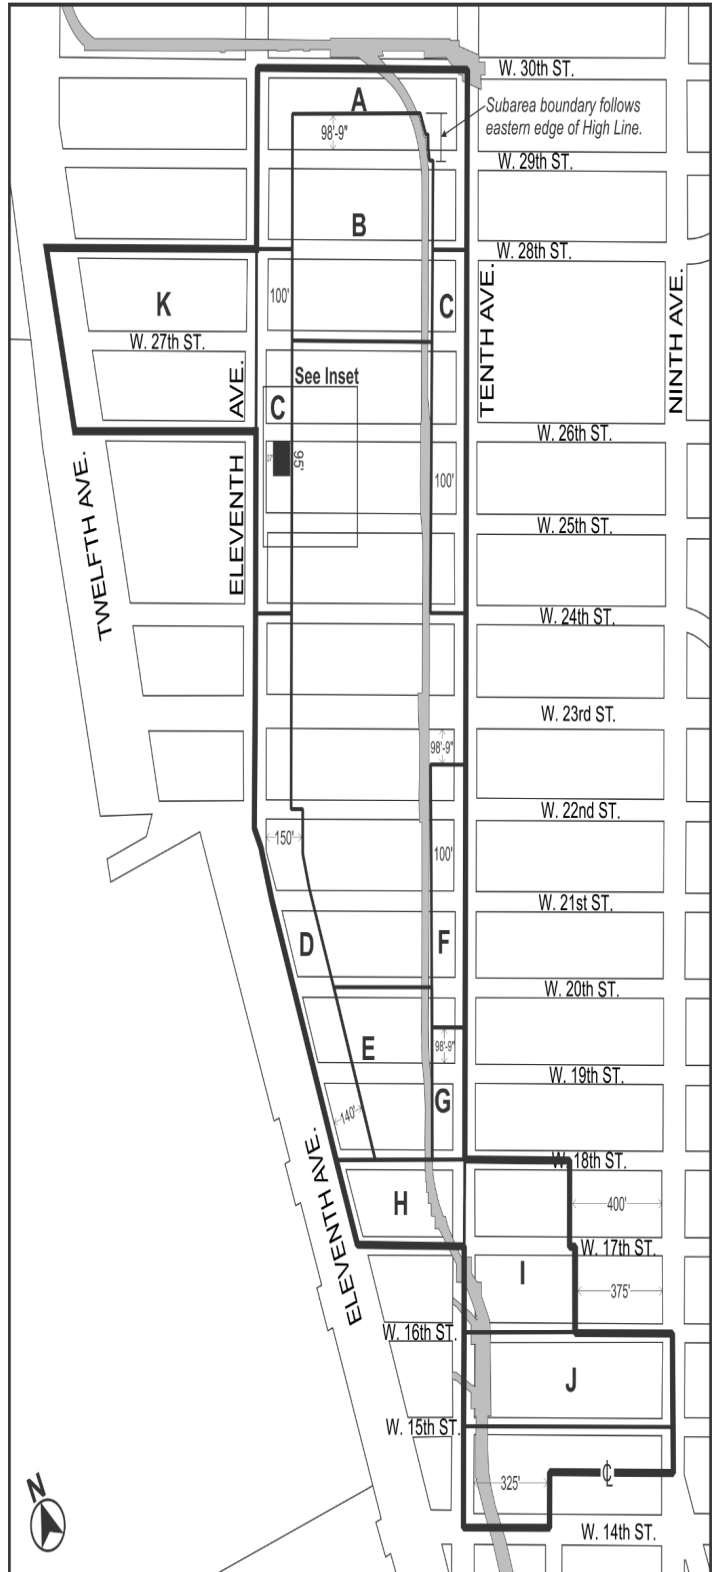 W. 30th ST.
A
Subarea boundary follows
eastern edge of High Line.
98'-9"
W. 29th ST.
B
W. 28th ST.
K
100'
C
TENTH AVE.
NINTH AVE.
W. 27th ST.
ELEVENTH AVE.
See Inset
C
W. 26th ST.
TWELFTH AVE.
95'
100'
W. 25th ST.
W. 24th ST.
W. 23rd ST.
98'-9"
W. 22nd ST.
150'
100'
W. 21st ST.
D
F
W. 20th ST.
E
98'-9"
W. 19th ST.
G
140'
W. 18th ST.
ELEVENTH AVE.
H
400'
W. 17th ST.
I
375'
W. 16th ST.
J
W. 15th ST.
325'
CL
N
W. 14th ST.